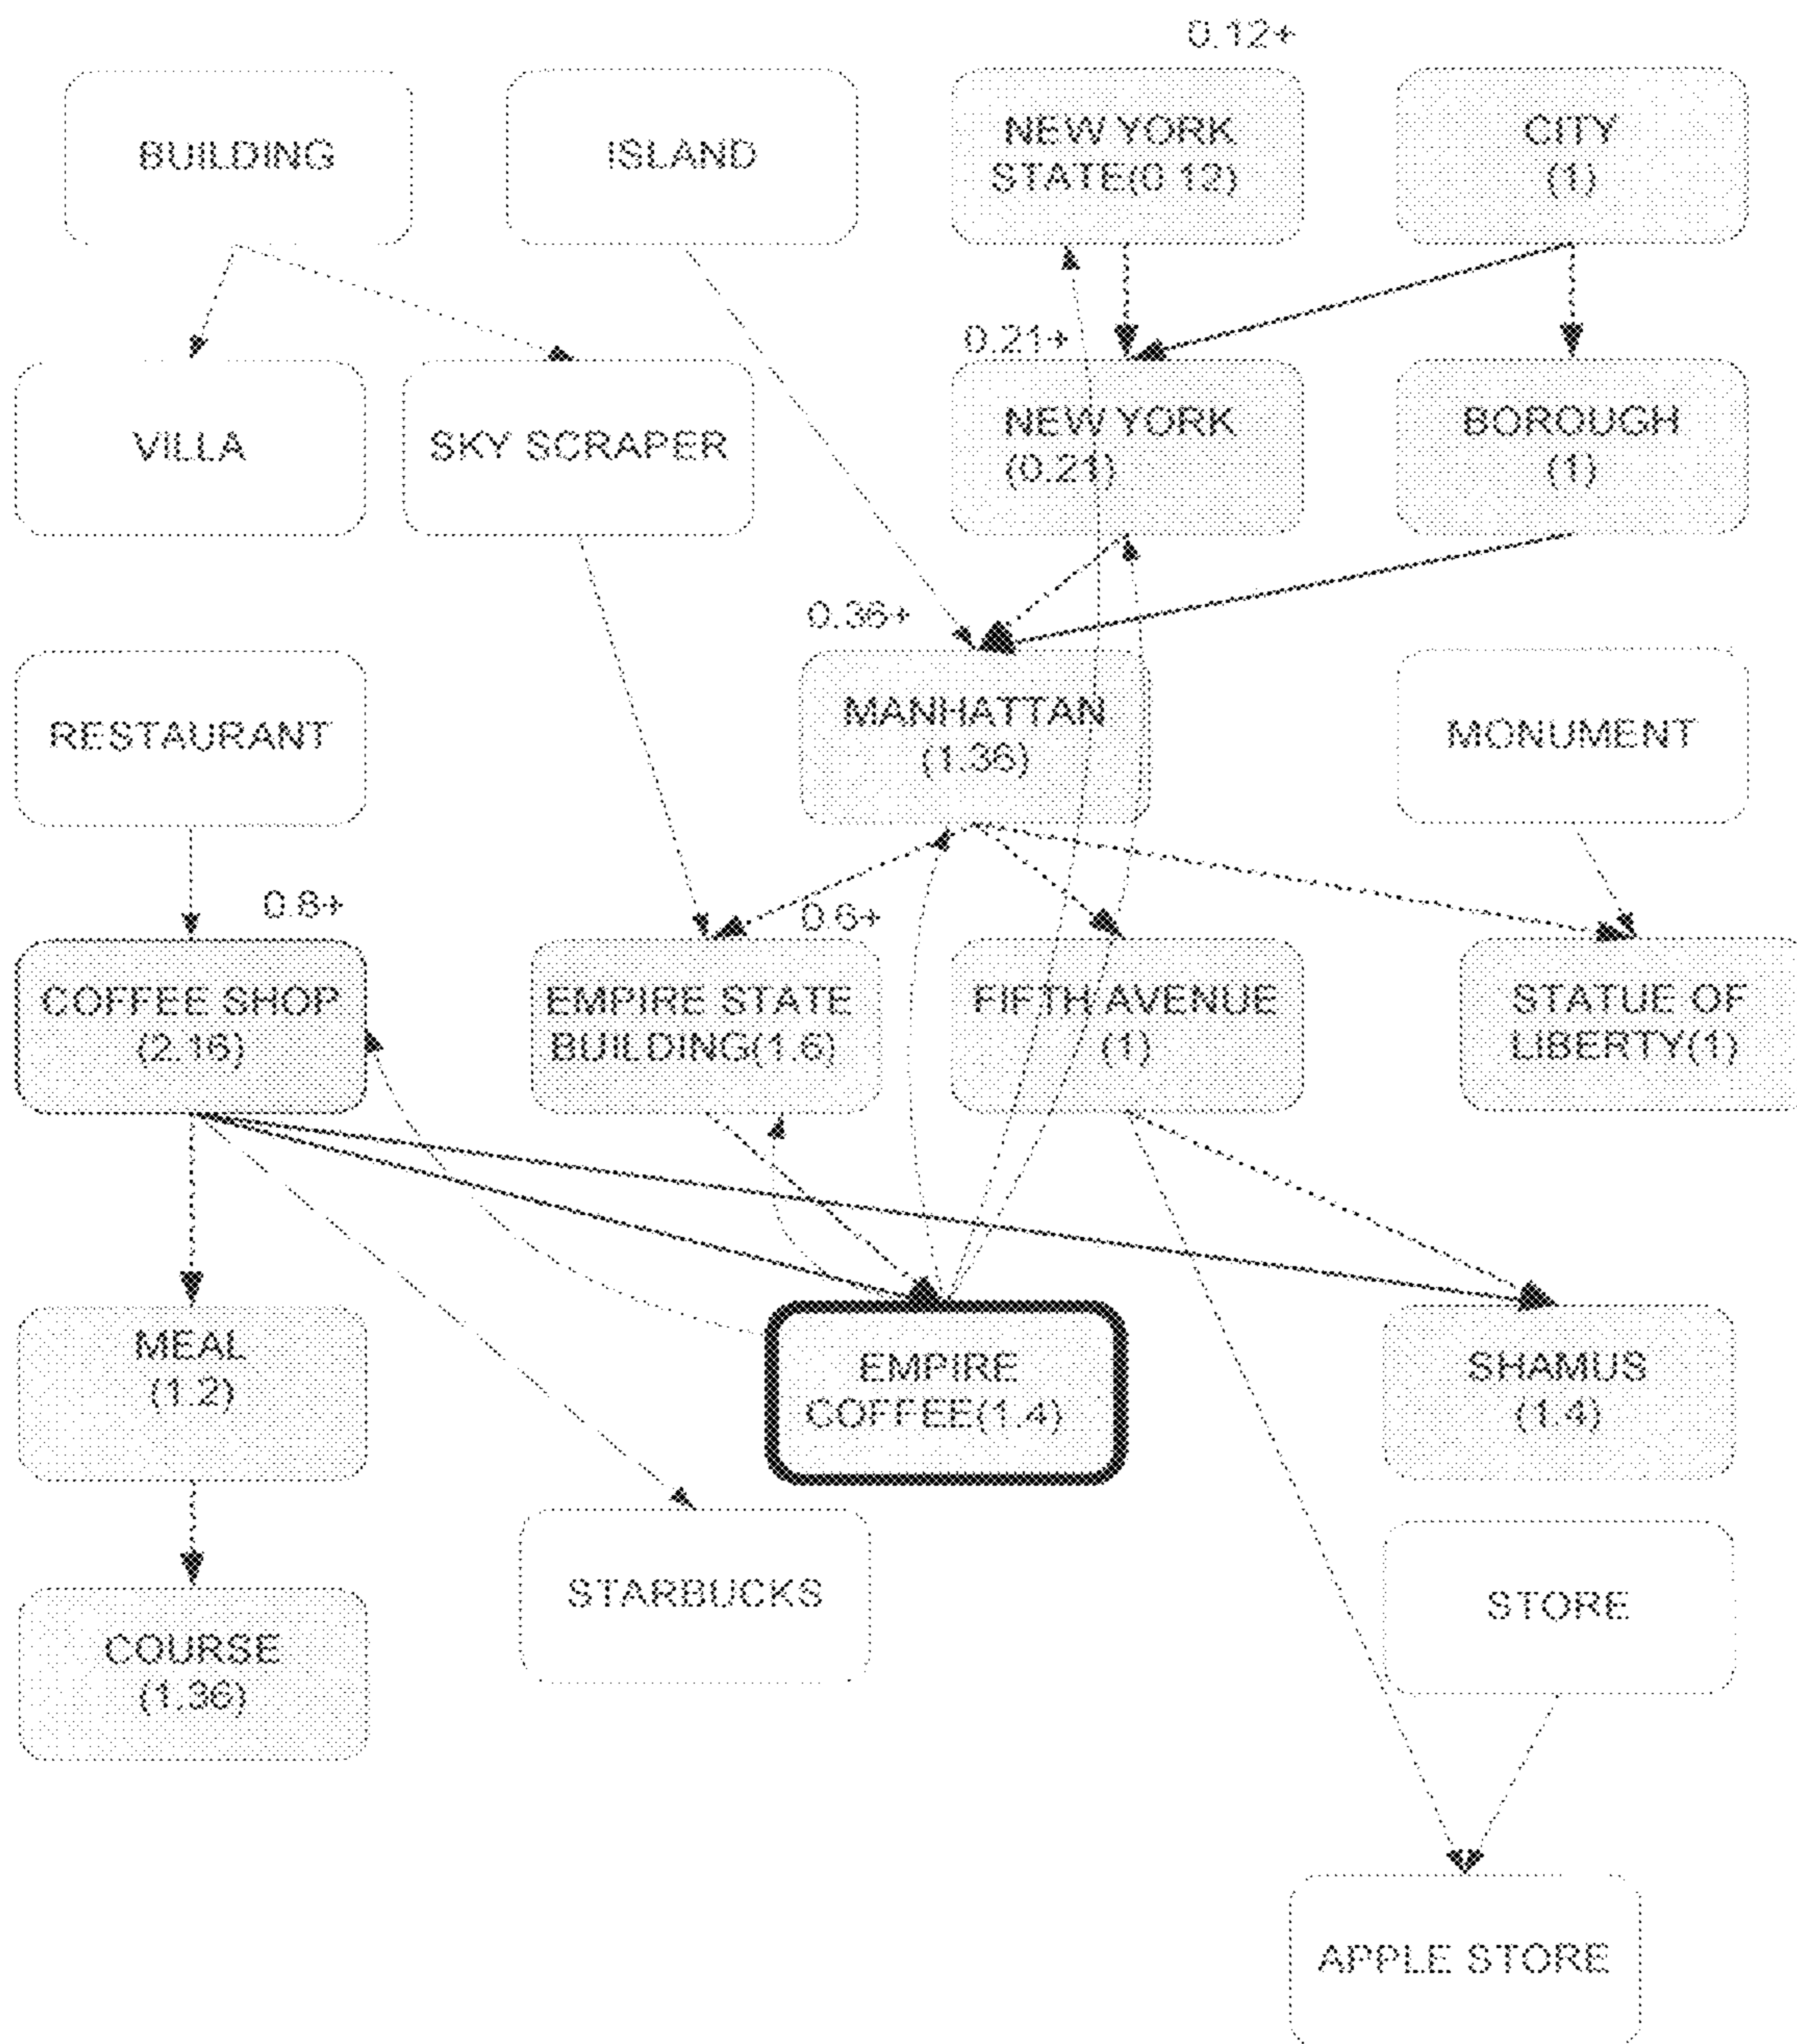 0.12+
BUILDING
ISLAND
NEW YORK
STATE(0.12)
CITY
(1)
0.21+
VILLA
SKY SCRAPER
NEW YORK
(0.21)
BOROUGH
(1)
0.36+
RESTAURANT
MANHATTAN
(1.36)
MONUMENT
0.8+
0.6+
COFFEE SHOP
(2.16)
EMPIRE STATE
BUILDING(1.6)
FIFTH AVENUE
(1)
STATUE OF
LIBERTY(1)
MEAL
(1.2)
EMPIRE
COFFEE(1.4)
SHAMUS
(1.4)
STARBUCKS
STORE
COURSE
(1.36)
APPLE STORE